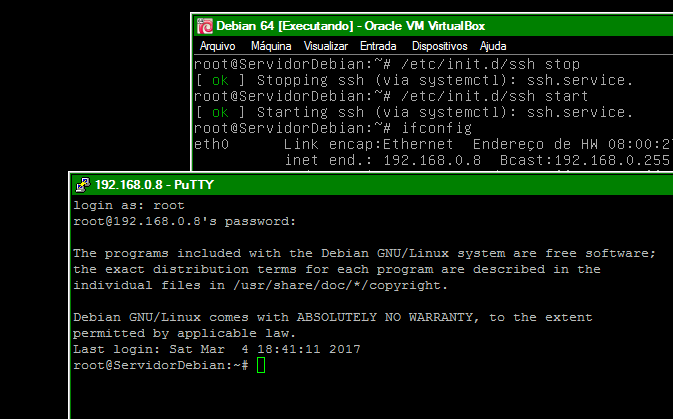 Debian 64 [Executando] - Oracle VM VirtualBox
Arquivo Máquina Visualizar Entrada Dispositivos Ajuda
root@ServidorDebian:~# /etc/init.d/ssh stop
[ ok ] Stopping ssh (via systemctl): ssh.service.
root@ServidorDebian:~# /etc/init.d/ssh start
[ ok ] Starting ssh (via systemctl): ssh.service.
root@ServidorDebian:~# ifconfig
eth0 Link encap:Ethernet Endereço de HW 08:00:27
inet end.: 192.168.0.8 Bcast:192.168.0.255
192.168.0.8 - PuTTY
login as: root
root@192.168.0.8's password:
The programs included with the Debian GNU/Linux system are free software;
the exact distribution terms for each program are described in the
individual files in /usr/share/doc/*/copyright.
Debian GNU/Linux comes with ABSOLUTELY NO WARRANTY, to the extent
permitted by applicable law.
Last login: Sat Mar  4 18:41:11 2017
root@ServidorDebian:~#